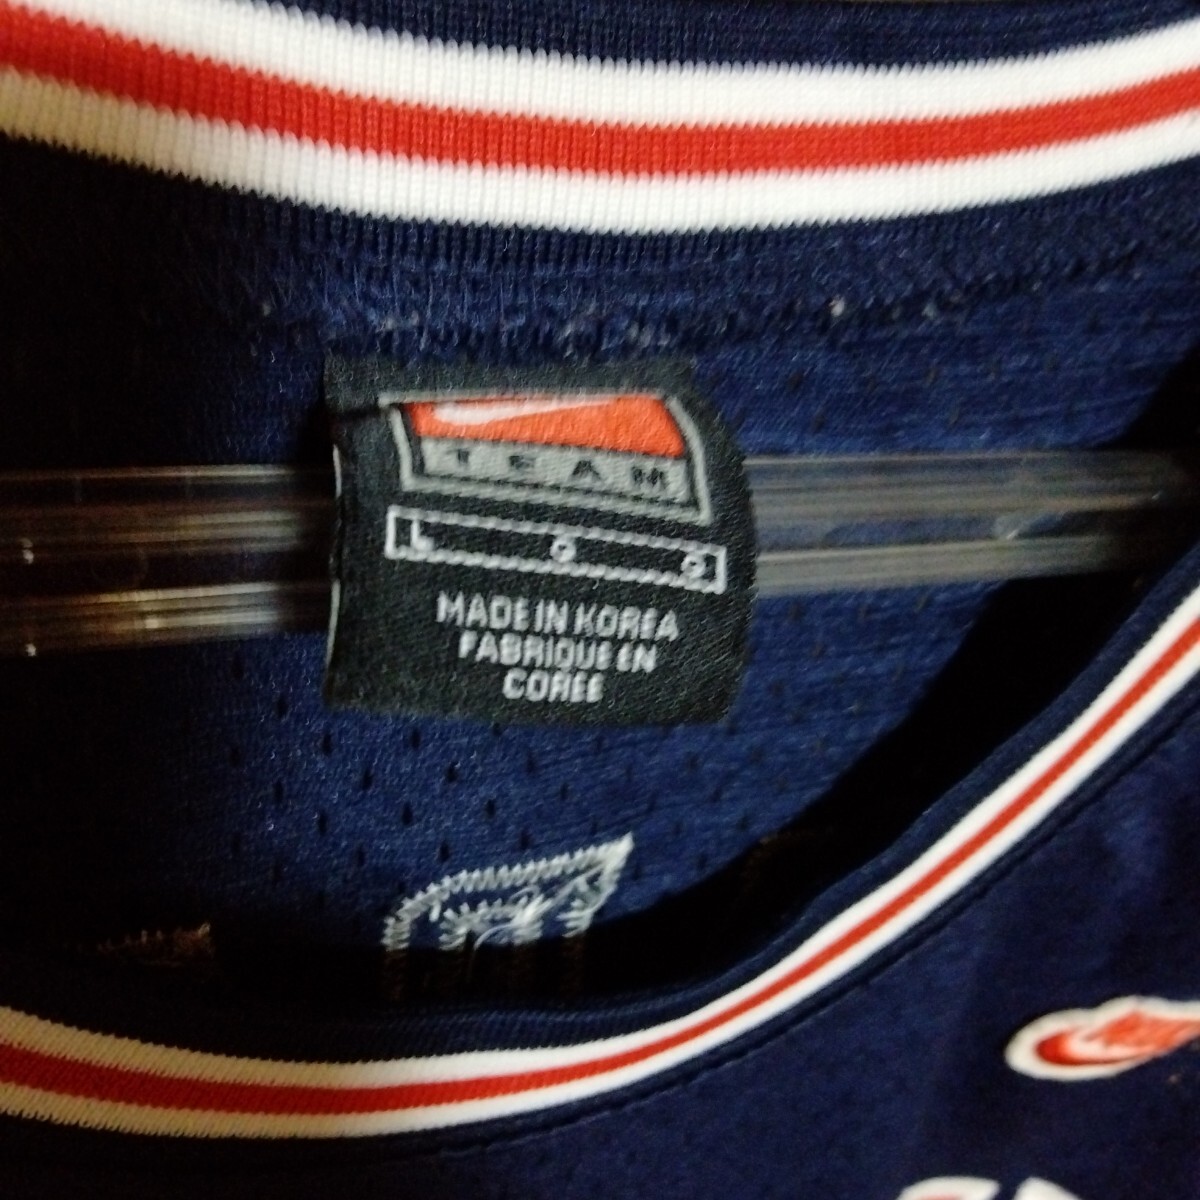 TEAM
L G G
MADE IN KOREA
FABRIQUE EN
COREE